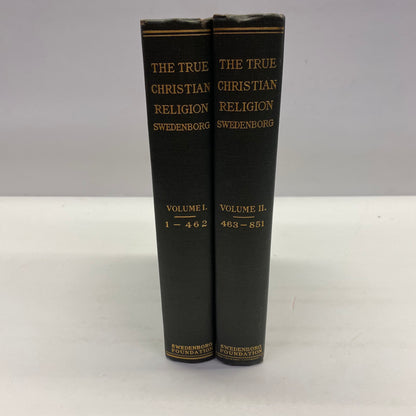 THE TRUE
CHRISTIAN
RELIGION
SWEDENBORG
VOLUME I.
1-462
SWEDENBORG
FOUNDATION
THE TRUE
CHRISTIAN
RELIGION
SWEDENBORG
VOLUME II.
463-851
SWEDENBORG
FOUNDATION